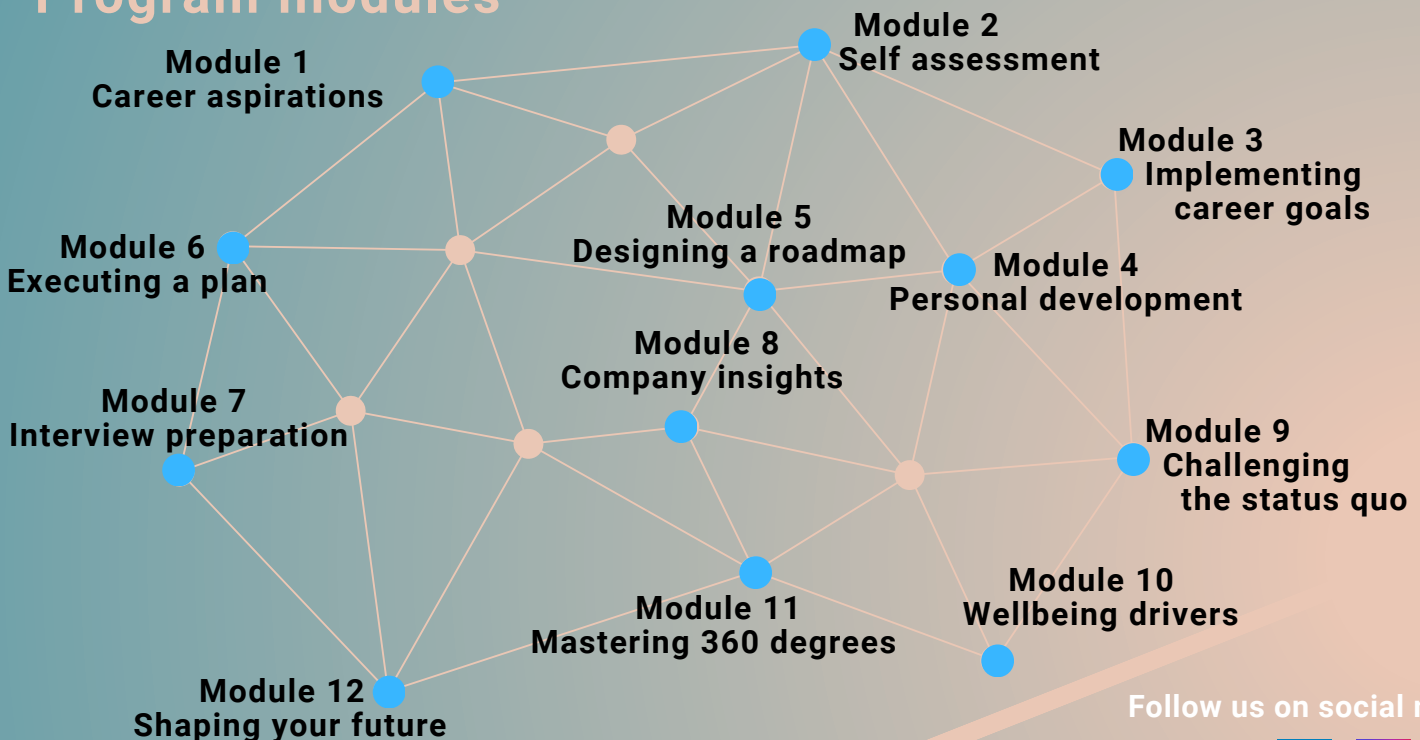 Program modules
Module 1
Career aspirations
Module 2
Self assessment
Module 3
Implementing
career goals
Module 4
Personal development
Module 5
Designing a roadmap
Module 6
Executing a plan
Module 7
Interview preparation
Module 8
Company insights
Module 9
Challenging
the status quo
Module 10
Wellbeing drivers
Module 11
Mastering 360 degrees
Module 12
Shaping your future
Follow us on social